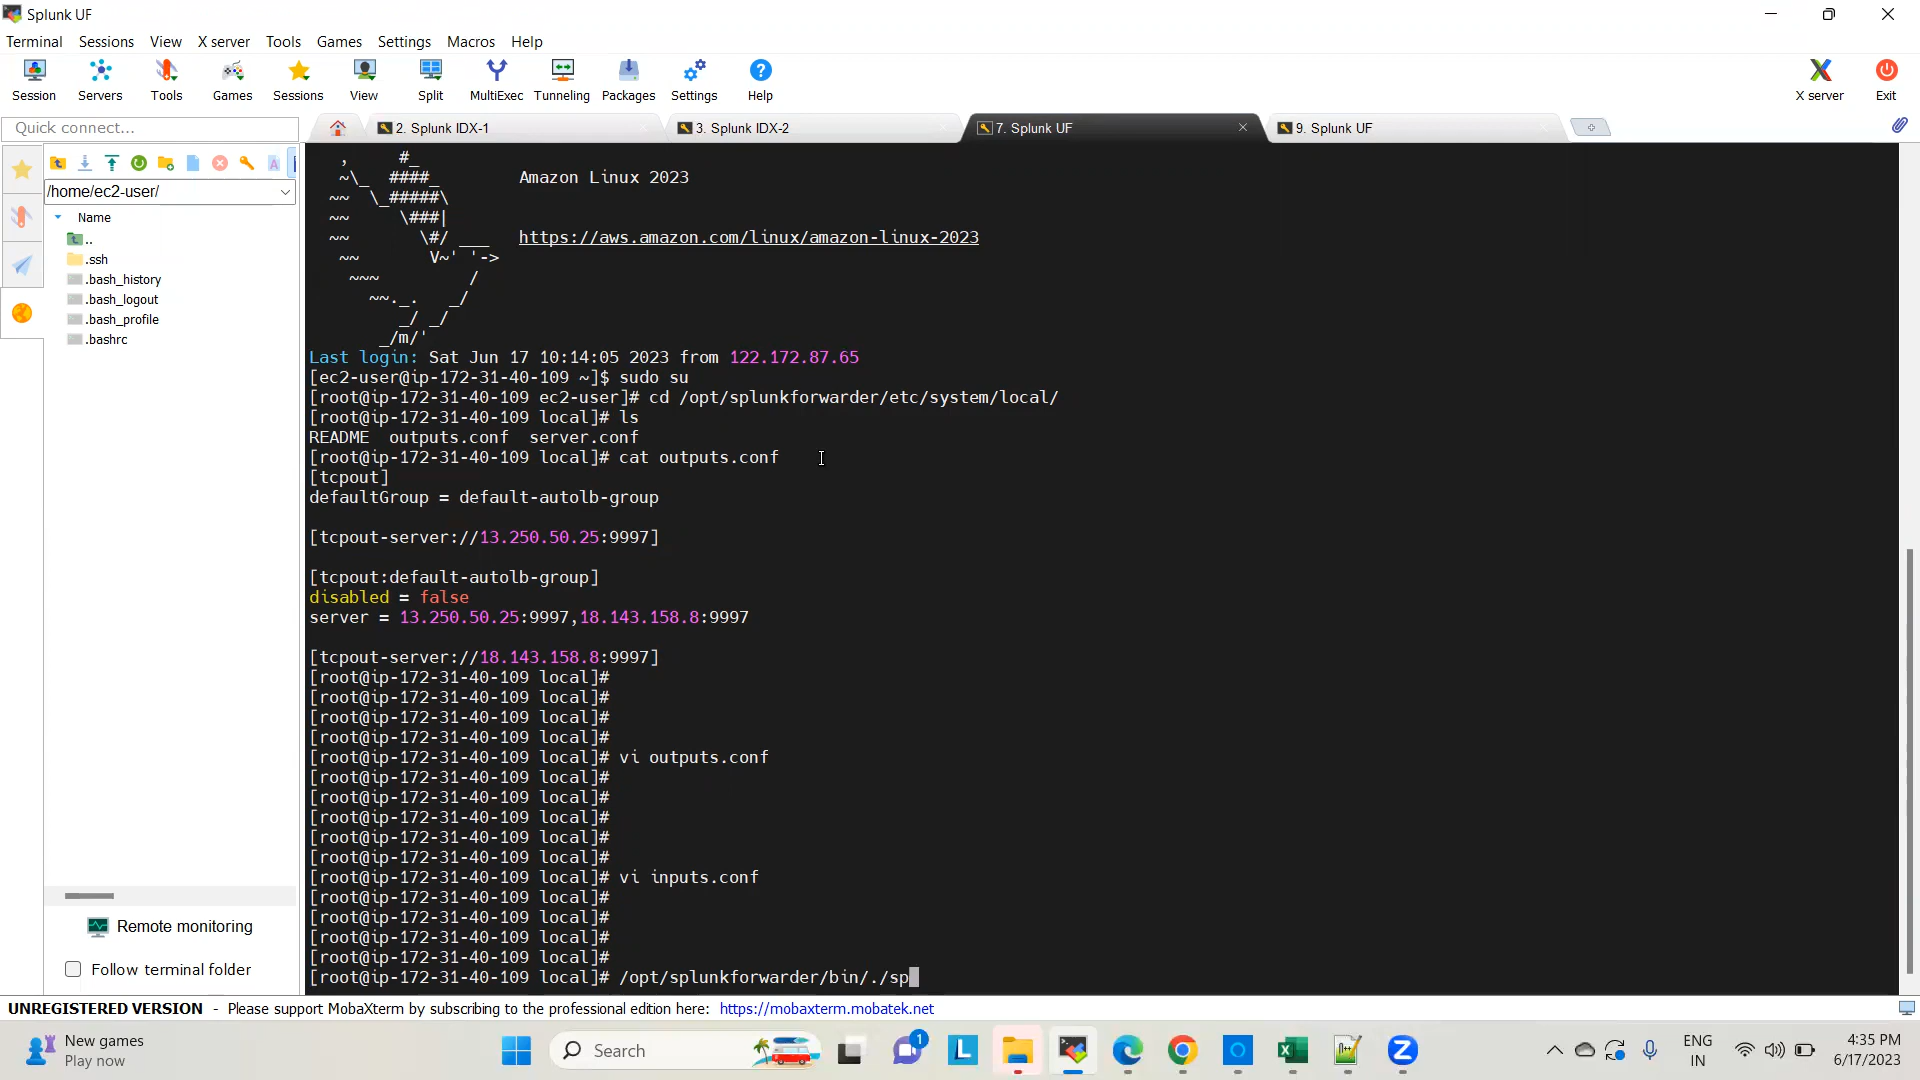 Splunk UF
Terminal Sessions View X server Tools Games Settings Macros Help
Session Servers Tools Games Sessions View Split MultiExec Tunneling Packages Settings Help X server Exit
Quick connect...
2. Splunk IDX-1
3. Splunk IDX-2
7. Splunk UF
9. Splunk UF
/home/ec2-user/
Name
..
.ssh
.bash_history
.bash_logout
.bash_profile
.bashrc
Remote monitoring
Follow terminal folder
   ,     #_
   ~\_  ####_        Amazon Linux 2023
  ~~  \_#####\
  ~~     \###|
  ~~       \#/ ___   https://aws.amazon.com/linux/amazon-linux-2023
   ~~       V~' '->
    ~~~         /
      ~~._.   _/
         _/ _/
       _/m/'
Last login: Sat Jun 17 10:14:05 2023 from 122.172.87.65
[ec2-user@ip-172-31-40-109 ~]$ sudo su
[root@ip-172-31-40-109 ec2-user]# cd /opt/splunkforwarder/etc/system/local/
[root@ip-172-31-40-109 local]# ls
README  outputs.conf  server.conf
[root@ip-172-31-40-109 local]# cat outputs.conf
[tcpout]
defaultGroup = default-autolb-group
[tcpout-server://13.250.50.25:9997]
[tcpout:default-autolb-group]
disabled = false
server = 13.250.50.25:9997,18.143.158.8:9997
[tcpout-server://18.143.158.8:9997]
[root@ip-172-31-40-109 local]#
[root@ip-172-31-40-109 local]#
[root@ip-172-31-40-109 local]#
[root@ip-172-31-40-109 local]#
[root@ip-172-31-40-109 local]# vi outputs.conf
[root@ip-172-31-40-109 local]#
[root@ip-172-31-40-109 local]#
[root@ip-172-31-40-109 local]#
[root@ip-172-31-40-109 local]#
[root@ip-172-31-40-109 local]#
[root@ip-172-31-40-109 local]# vi inputs.conf
[root@ip-172-31-40-109 local]#
[root@ip-172-31-40-109 local]#
[root@ip-172-31-40-109 local]#
[root@ip-172-31-40-109 local]#
[root@ip-172-31-40-109 local]# /opt/splunkforwarder/bin/./sp
UNREGISTERED VERSION - Please support MobaXterm by subscribing to the professional edition here: https://mobaxterm.mobatek.net
New games
Play now
Search
1
ENG
IN
4:35 PM
6/17/2023